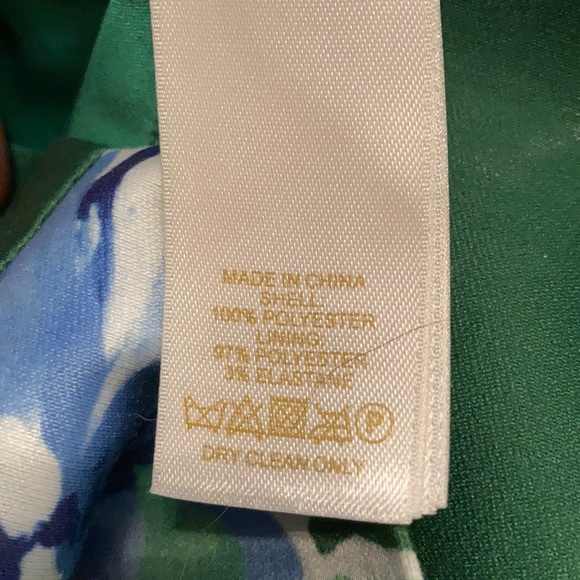 MADE IN CHINA
SHELL:
100% POLYESTER
LINING:
97% POLYESTER
3% ELASTANE
P
DRY CLEAN ONLY